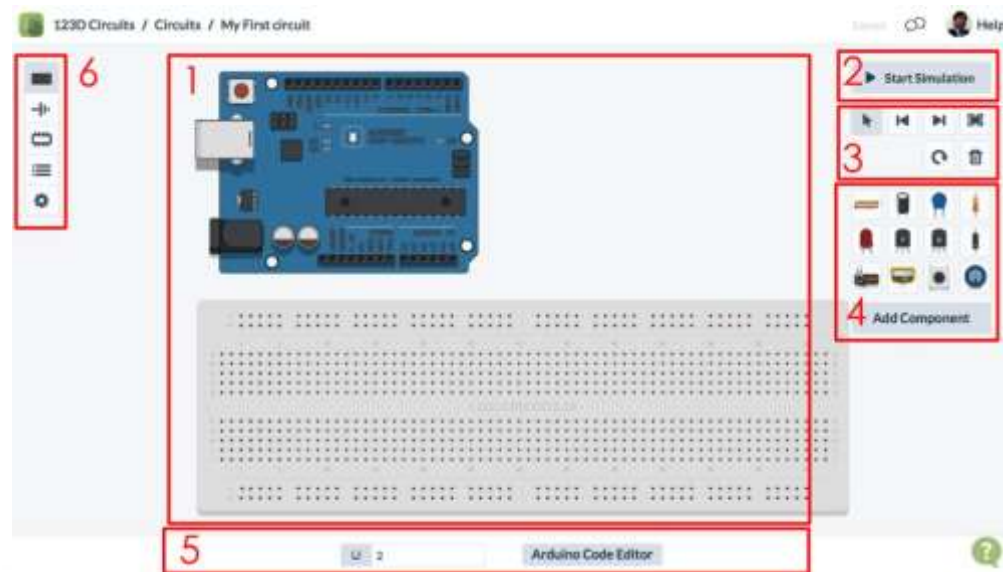 123D Circuits / Circuits / My First circuit
Help
6
1
2
Start Simulation
3
4
Add Component
5
U 2
Arduino Code Editor
?